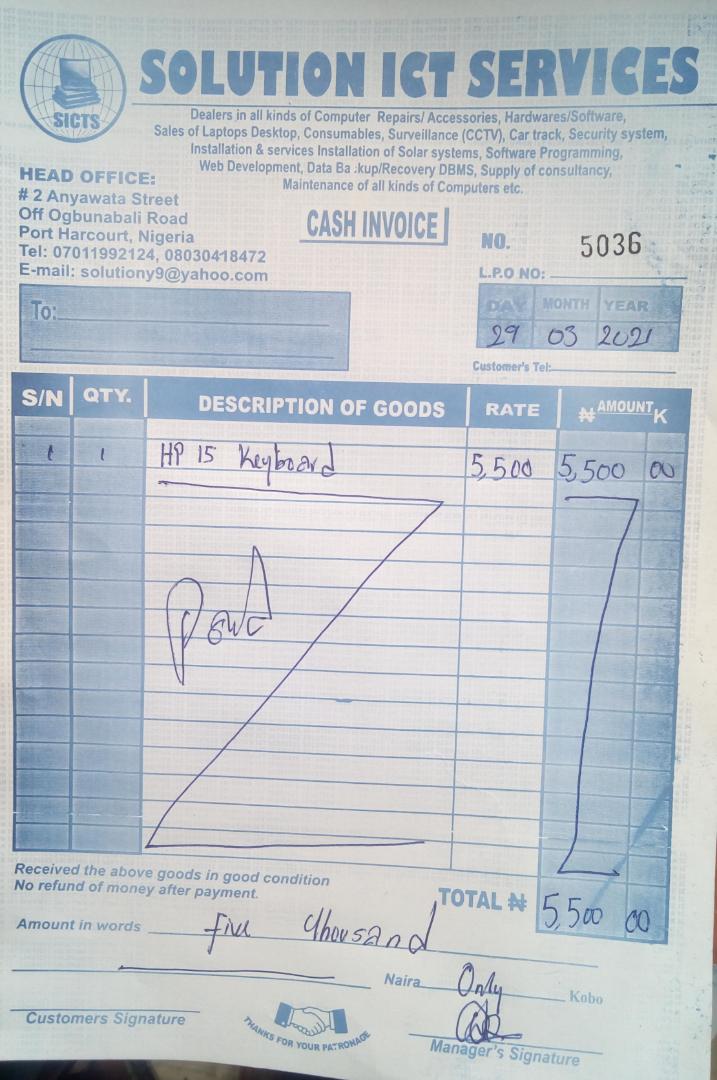 SICTS
SOLUTION ICT SERVICES
Dealers in all kinds of Computer Repairs/ Accessories, Hardwares/Software,
Sales of Laptops Desktop, Consumables, Surveillance (CCTV), Car track, Security system,
Installation & services Installation of Solar systems, Software Programming,
Web Development, Data Ba.kup/Recovery DBMS, Supply of consultancy,
Maintenance of all kinds of Computers etc.
HEAD OFFICE:
# 2 Anyawata Street
Off Ogbunabali Road
Port Harcourt, Nigeria
Tel: 07011992124, 08030418472
E-mail: solutiony9@yahoo.com
CASH INVOICE
NO. 5036
L.P.O NO:
To:
DAY MONTH YEAR
29 03 2021
Customer's Tel:
S/N QTY. DESCRIPTION OF GOODS RATE ₦ AMOUNT K
1 1 HP 15 Keyboard 5,500 5,500 00
Paid
Received the above goods in good condition
No refund of money after payment.
TOTAL ₦ 5,500 00
Amount in words five thousand
Naira Only Kobo
Customers Signature
THANKS FOR YOUR PATRONAGE
Manager's Signature